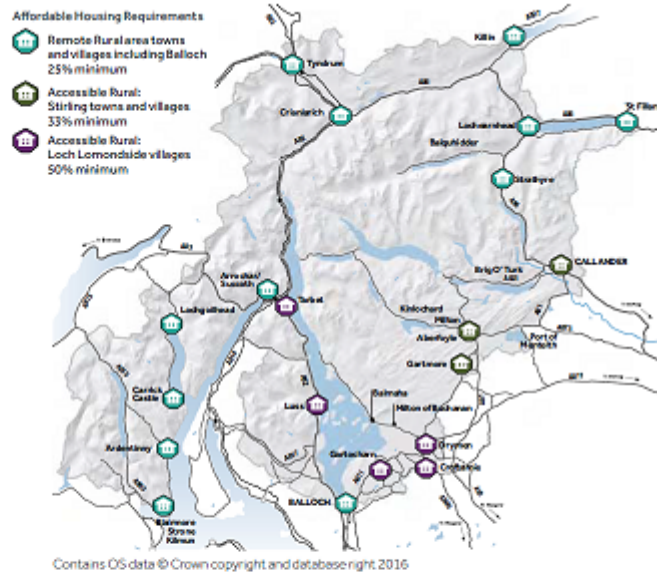 Affordable Housing Requirements
Remote Rural area towns
and villages including Balloch
25% minimum
Accessible Rural:
Stirling towns and villages
33% minimum
Accessible Rural:
Loch Lomondside villages
50% minimum
Killin
Tyndrum
Crianlarich
St. Fillans
Lochearnhead
Balquhidder
Strathyre
CALLANDER
Brig O' Turk
Arrochar/
Succoth
Tarbet
Kinlochard
Milton
Aberfoyle
Port of
Menteith
Lochgoilhead
Gartmore
Carrick
Castle
Luss
Balmaha
Milton of Buchanan
Drymen
Ardentinny
Gartocharn
Croftamie
BALLOCH
Blairmore
Strone
Kilmun
Contains OS data © Crown copyright and database right 2016